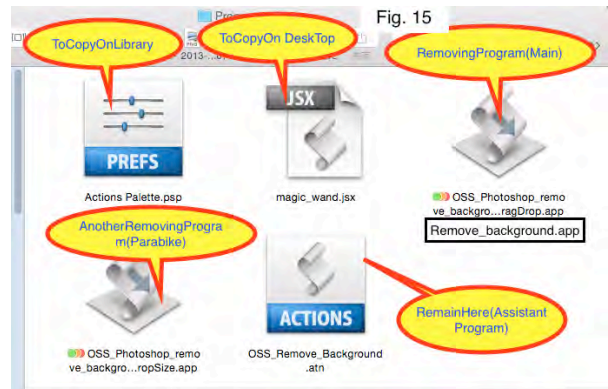 Fig. 15
ToCopyOnLibrary
ToCopyOn DeskTop
RemovingProgram(Main)
2013-...
JSX
PREFS
Actions Palette.psp
magic_wand.jsx
OSS_Photoshop_remo
ve_backgro...ragDrop.app
Remove_background.app
AnotherRemovingProgra
m(Parabike)
ACTIONS
RemainHere(Assistant
Program)
OSS_Photoshop_remo
ve_backgro...ropSize.app
OSS_Remove_Background
.atn